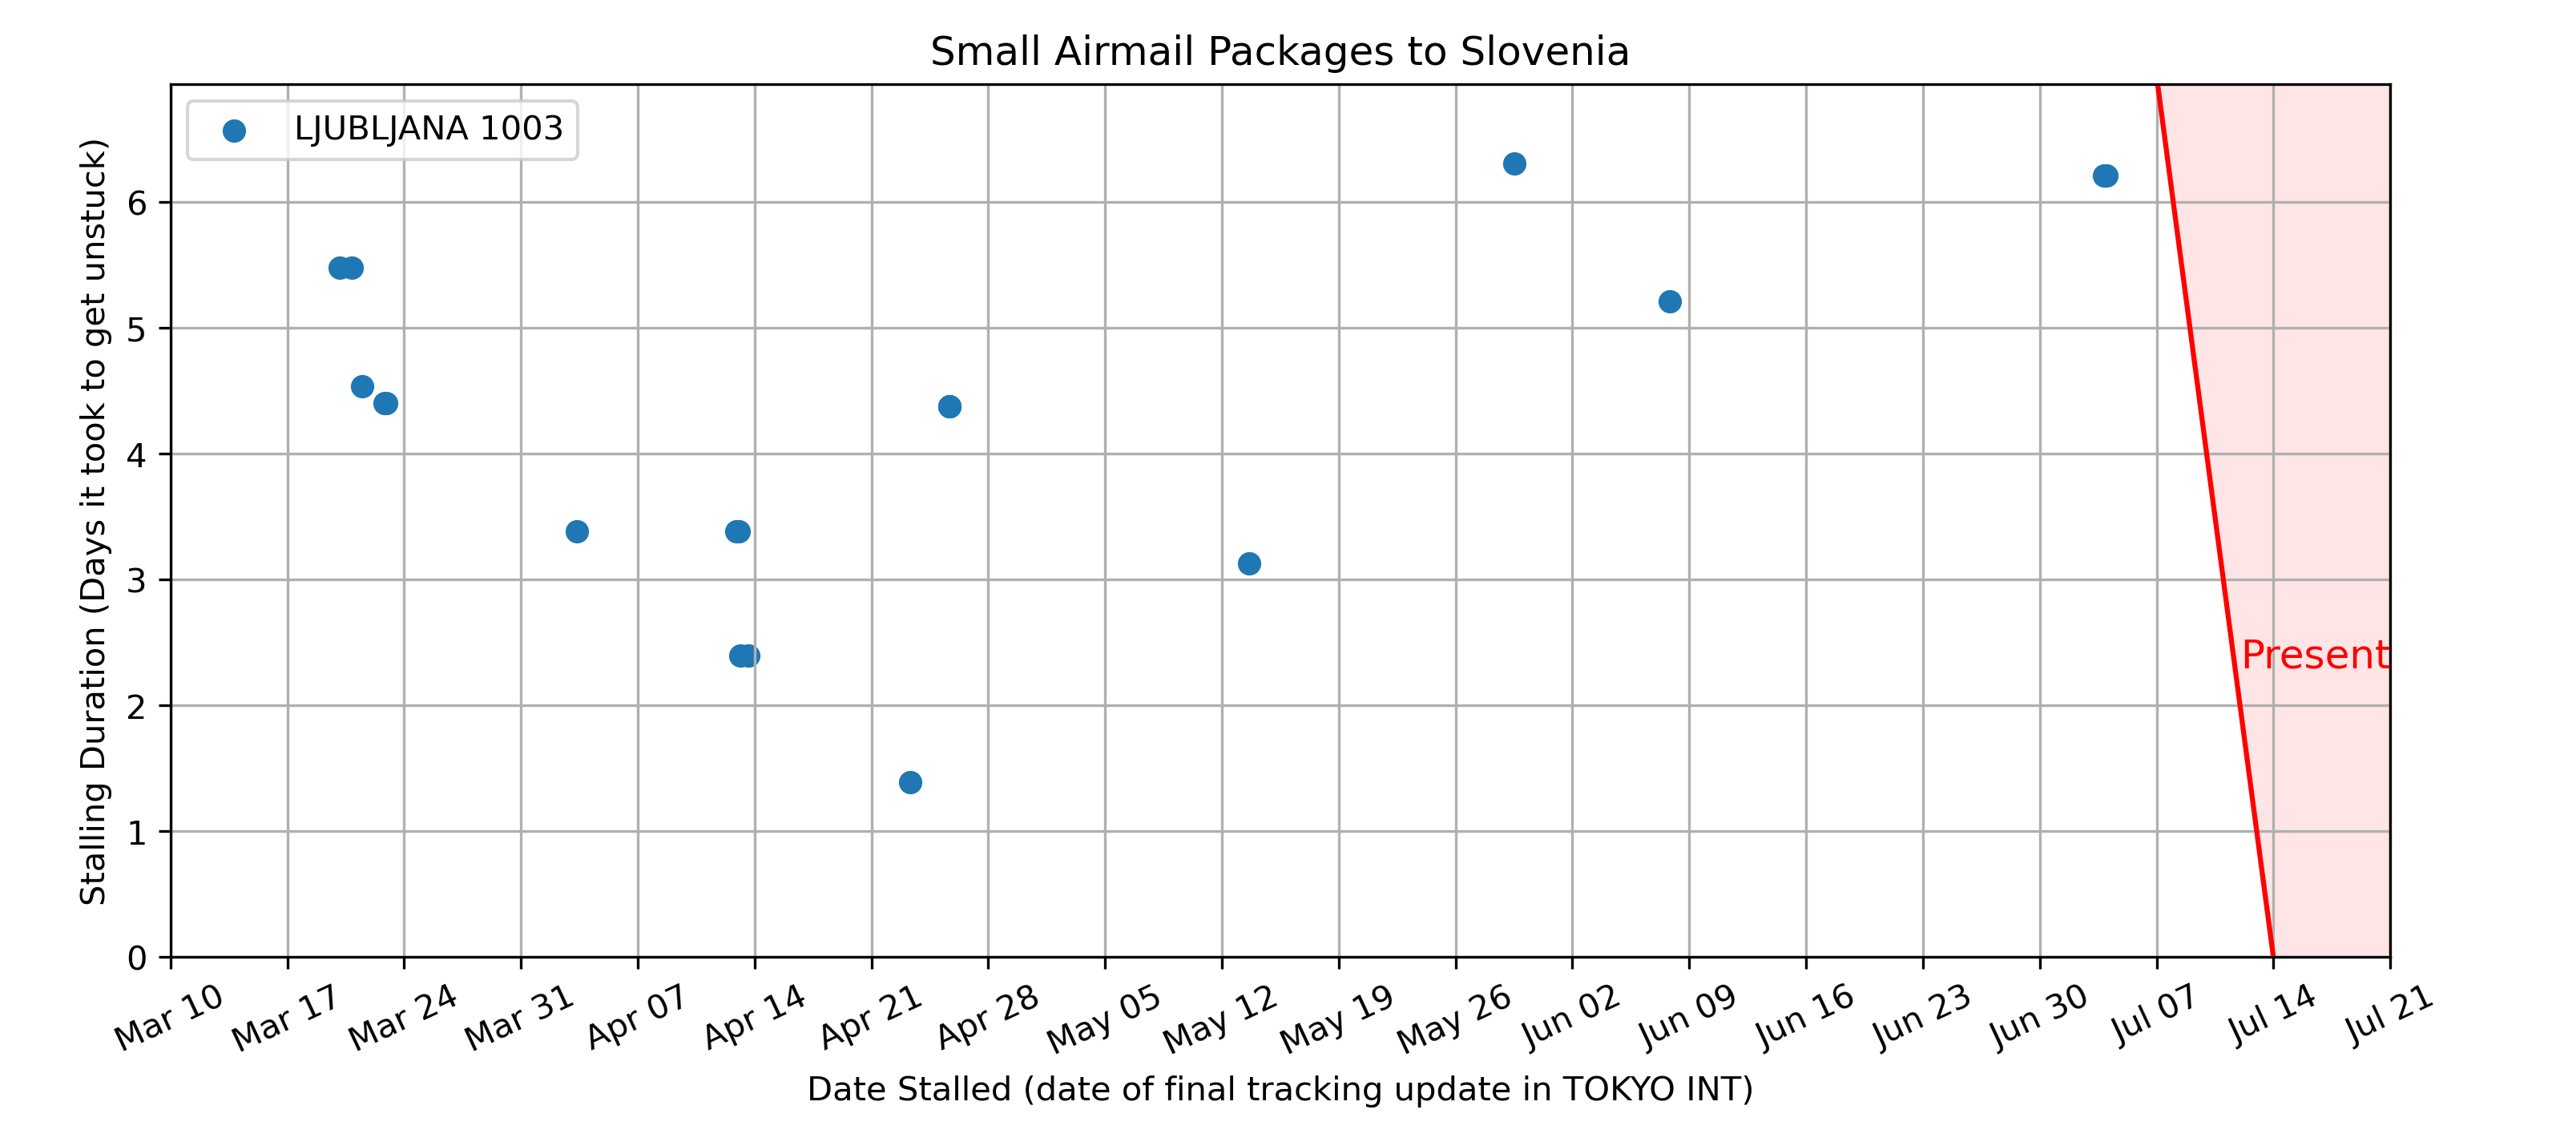 Small Airmail Packages to Slovenia
LJUBLJANA 1003
Stalling Duration (Days it took to get unstuck)
6
5
4
3
2
1
0
Present
Mar 10
Mar 17
Mar 24
Mar 31
Apr 07
Apr 14
Apr 21
Apr 28
May 05
May 12
May 19
May 26
Jun 02
Jun 09
Jun 16
Jun 23
Jun 30
Jul 07
Jul 14
Jul 21
Date Stalled (date of final tracking update in TOKYO INT)